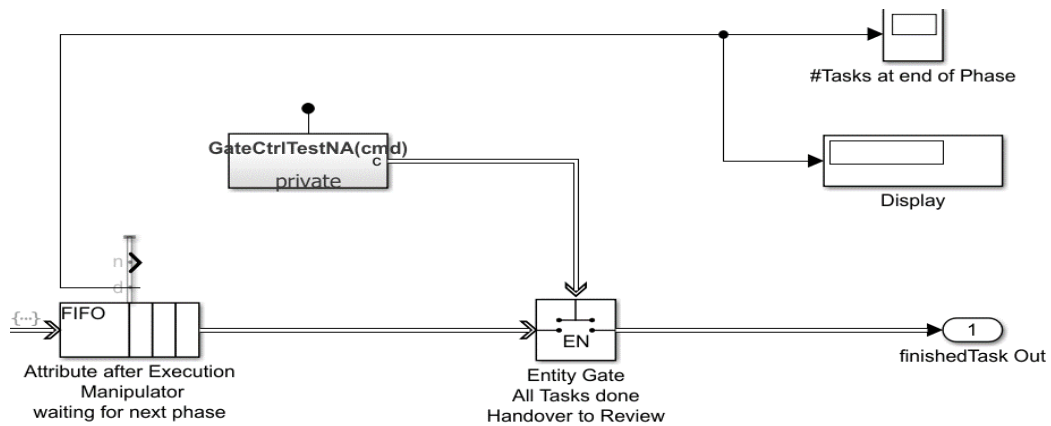 #Tasks at end of Phase
GateCtrlTestNA(cmd)
c
private
Display
n
d
{...}
FIFO
EN
1
finishedTask Out
Attribute after Execution
Manipulator
waiting for next phase
Entity Gate
All Tasks done
Handover to Review